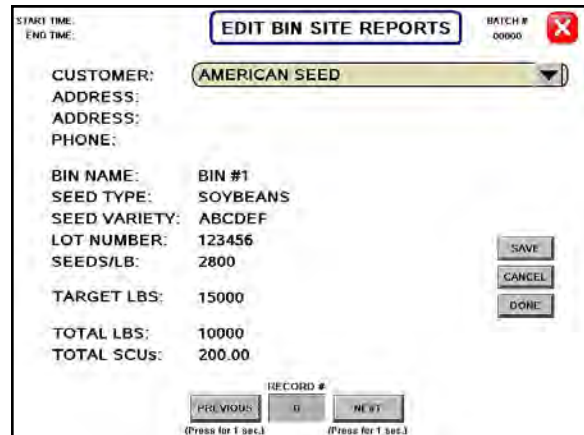 START TIME:
END TIME:
EDIT BIN SITE REPORTS
BATCH #
00000
X
CUSTOMER: AMERICAN SEED
ADDRESS:
ADDRESS:
PHONE:
BIN NAME: BIN #1
SEED TYPE: SOYBEANS
SEED VARIETY: ABCDEF
LOT NUMBER: 123456
SEEDS/LB: 2800
SAVE
CANCEL
TARGET LBS: 15000
DONE
TOTAL LBS: 10000
TOTAL SCUs: 200.00
RECORD #
PREVIOUS 0 NEXT
(Press for 1 sec.) (Press for 1 sec.)